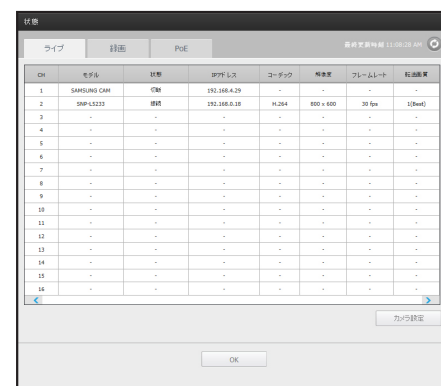 状態
ライブ 録画 PoE 最終更新時刻 11:08:28 AM
CH モデル 状態 IPアドレス コーデック 解像度 フレームレート 転送画質
1 SAMSUNG CAM 切断 192.168.4.29 - - - -
2 SNP-L5233 接続 192.168.0.18 H.264 800 x 600 30 fps 1(Best)
3 - - - - - - -
4 - - - - - - -
5 - - - - - - -
6 - - - - - - -
7 - - - - - - -
8 - - - - - - -
9 - - - - - - -
10 - - - - - - -
11 - - - - - - -
12 - - - - - - -
13 - - - - - - -
14 - - - - - - -
15 - - - - - - -
16 - - - - - - -
カメラ設定
OK